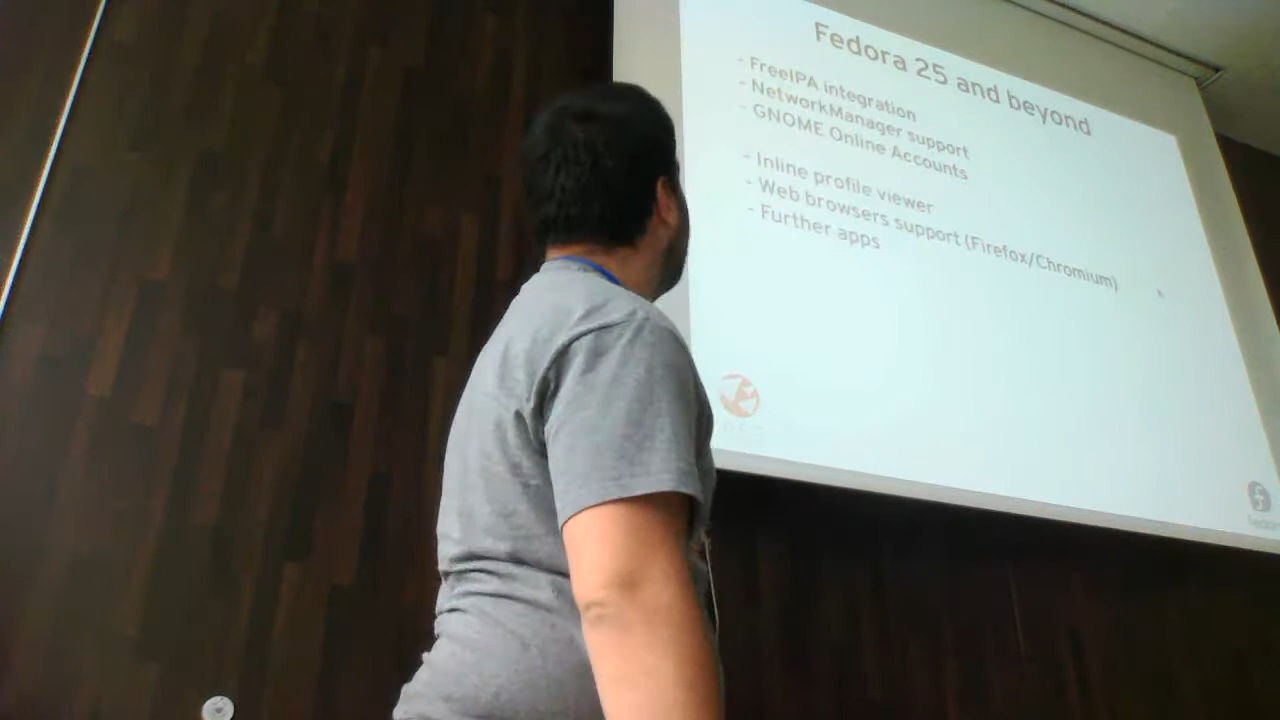 Fedora 25 and beyond
- FreeIPA integration
- NetworkManager support
- GNOME Online Accounts
- Inline profile viewer
- Web browsers support (Firefox/Chromium)
- Further apps